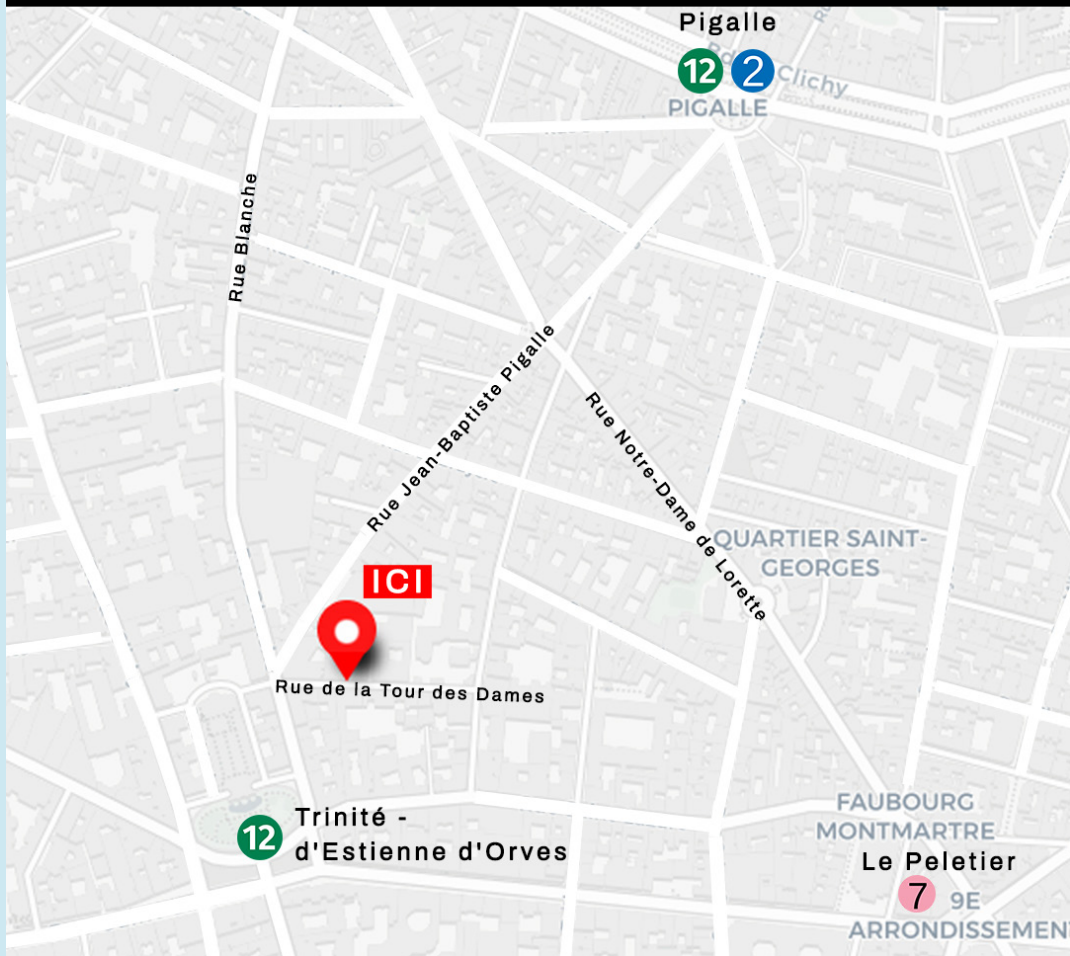 Pigalle
12 2
Clichy
PIGALLE
Rue Blanche
Rue Jean-Baptiste Pigalle
Rue Notre-Dame de Lorette
QUARTIER SAINT-
GEORGES
ICI
Rue de la Tour des Dames
12
Trinité -
d'Estienne d'Orves
FAUBOURG
MONTMARTRE
Le Peletier
7
9E
ARRONDISSEMENT